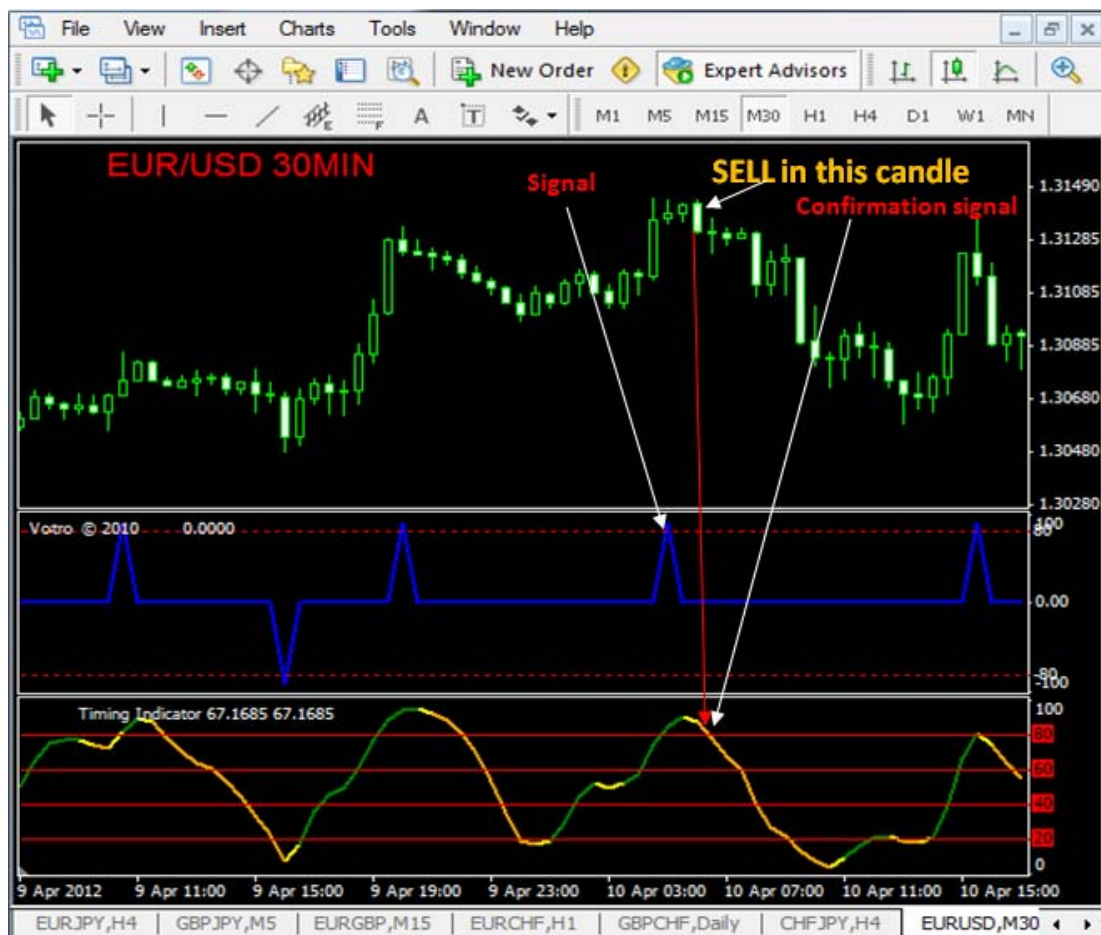 File View Insert Charts Tools Window Help
New Order Expert Advisors
E F A T M1 M5 M15 M30 H1 H4 D1 W1 MN
EUR/USD 30MIN
Signal
SELL in this candle
Confirmation signal
1.31490
1.31285
1.31085
1.30885
1.30680
1.30480
1.30280
Votro © 2010 0.0000
100
80
0.00
-80
-100
Timing Indicator 67.1685 67.1685
100
80
60
40
20
0
9 Apr 2012 9 Apr 11:00 9 Apr 15:00 9 Apr 19:00 9 Apr 23:00 10 Apr 03:00 10 Apr 07:00 10 Apr 11:00 10 Apr 15:00
EURJPY,H4 GBPJPY,M5 EURGBP,M15 EURCHF,H1 GBPCHF,Daily CHFJPY,H4 EURUSD,M30